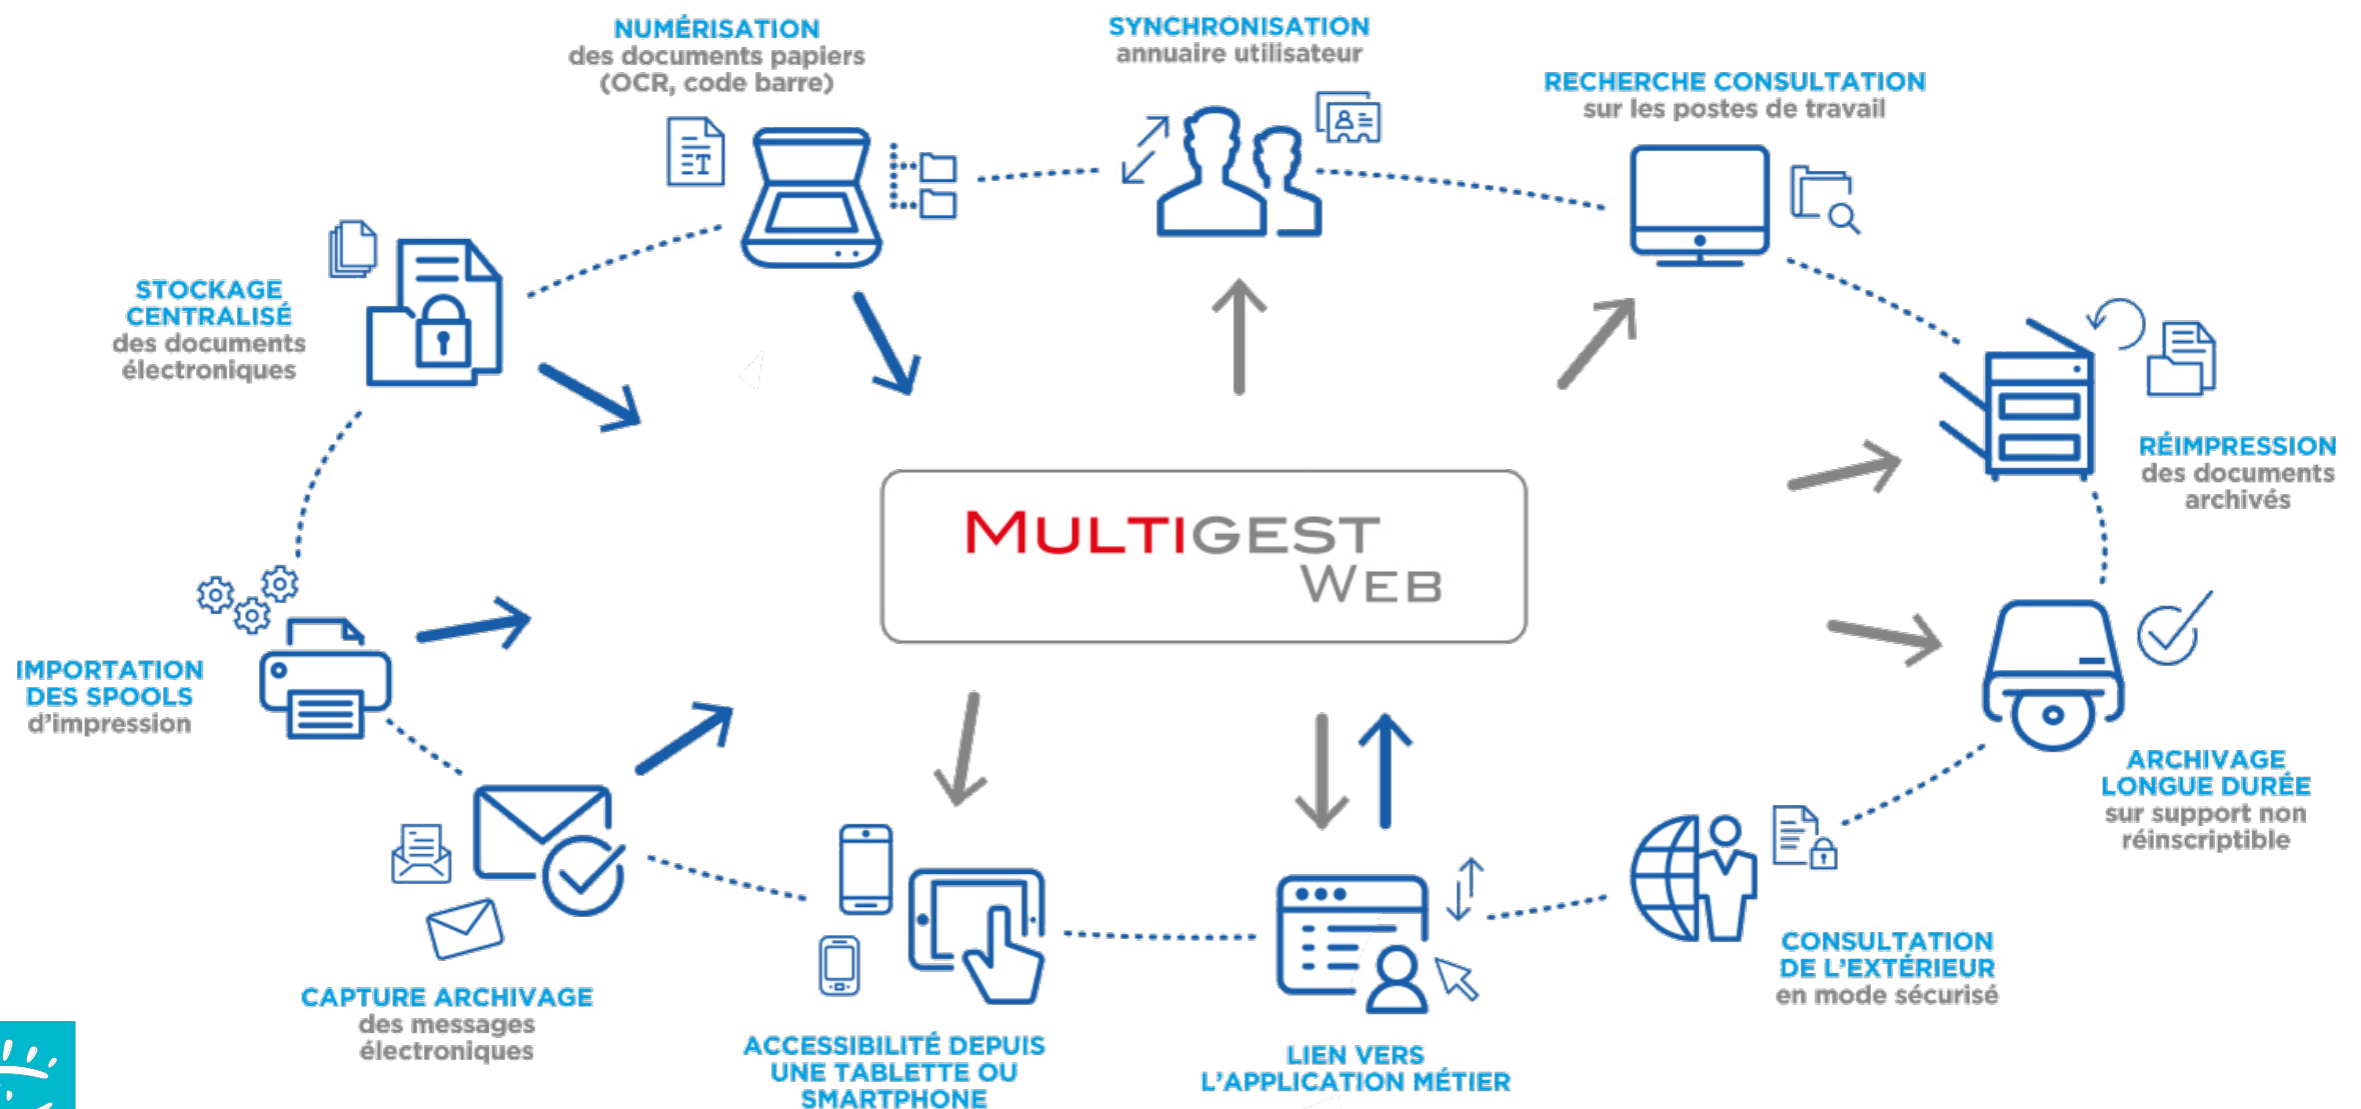 NUMÉRISATION
des documents papiers
(OCR, code barre)
SYNCHRONISATION
annuaire utilisateur
RECHERCHE CONSULTATION
sur les postes de travail
T
STOCKAGE
CENTRALISÉ
des documents
électroniques
RÉIMPRESSION
des documents
archivés
MULTIGEST
WEB
IMPORTATION
DES SPOOLS
d'impression
ARCHIVAGE
LONGUE DURÉE
sur support non
réinscriptible
CAPTURE ARCHIVAGE
des messages
électroniques
ACCESSIBILITÉ DEPUIS
UNE TABLETTE OU
SMARTPHONE
LIEN VERS
L'APPLICATION MÉTIER
CONSULTATION
DE L'EXTÉRIEUR
en mode sécurisé